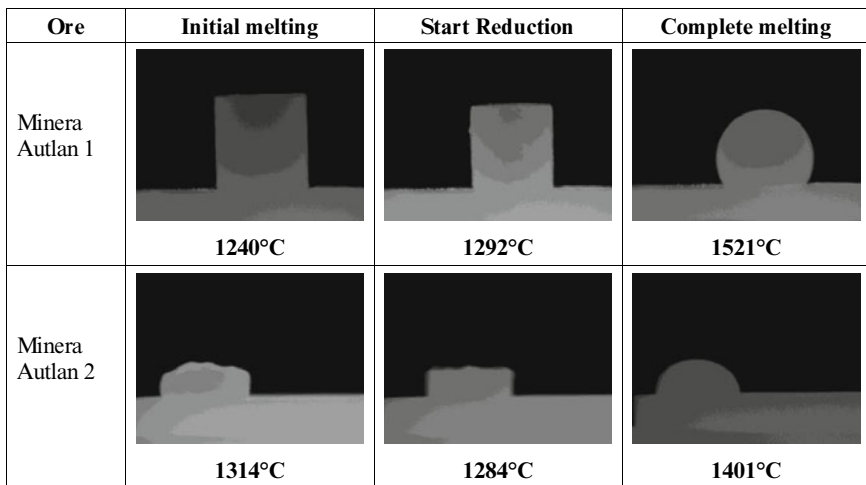 Ore Initial melting Start Reduction Complete melting
Minera
Autlan 1
1240°C 1292°C 1521°C
Minera
Autlan 2
1314°C 1284°C 1401°C